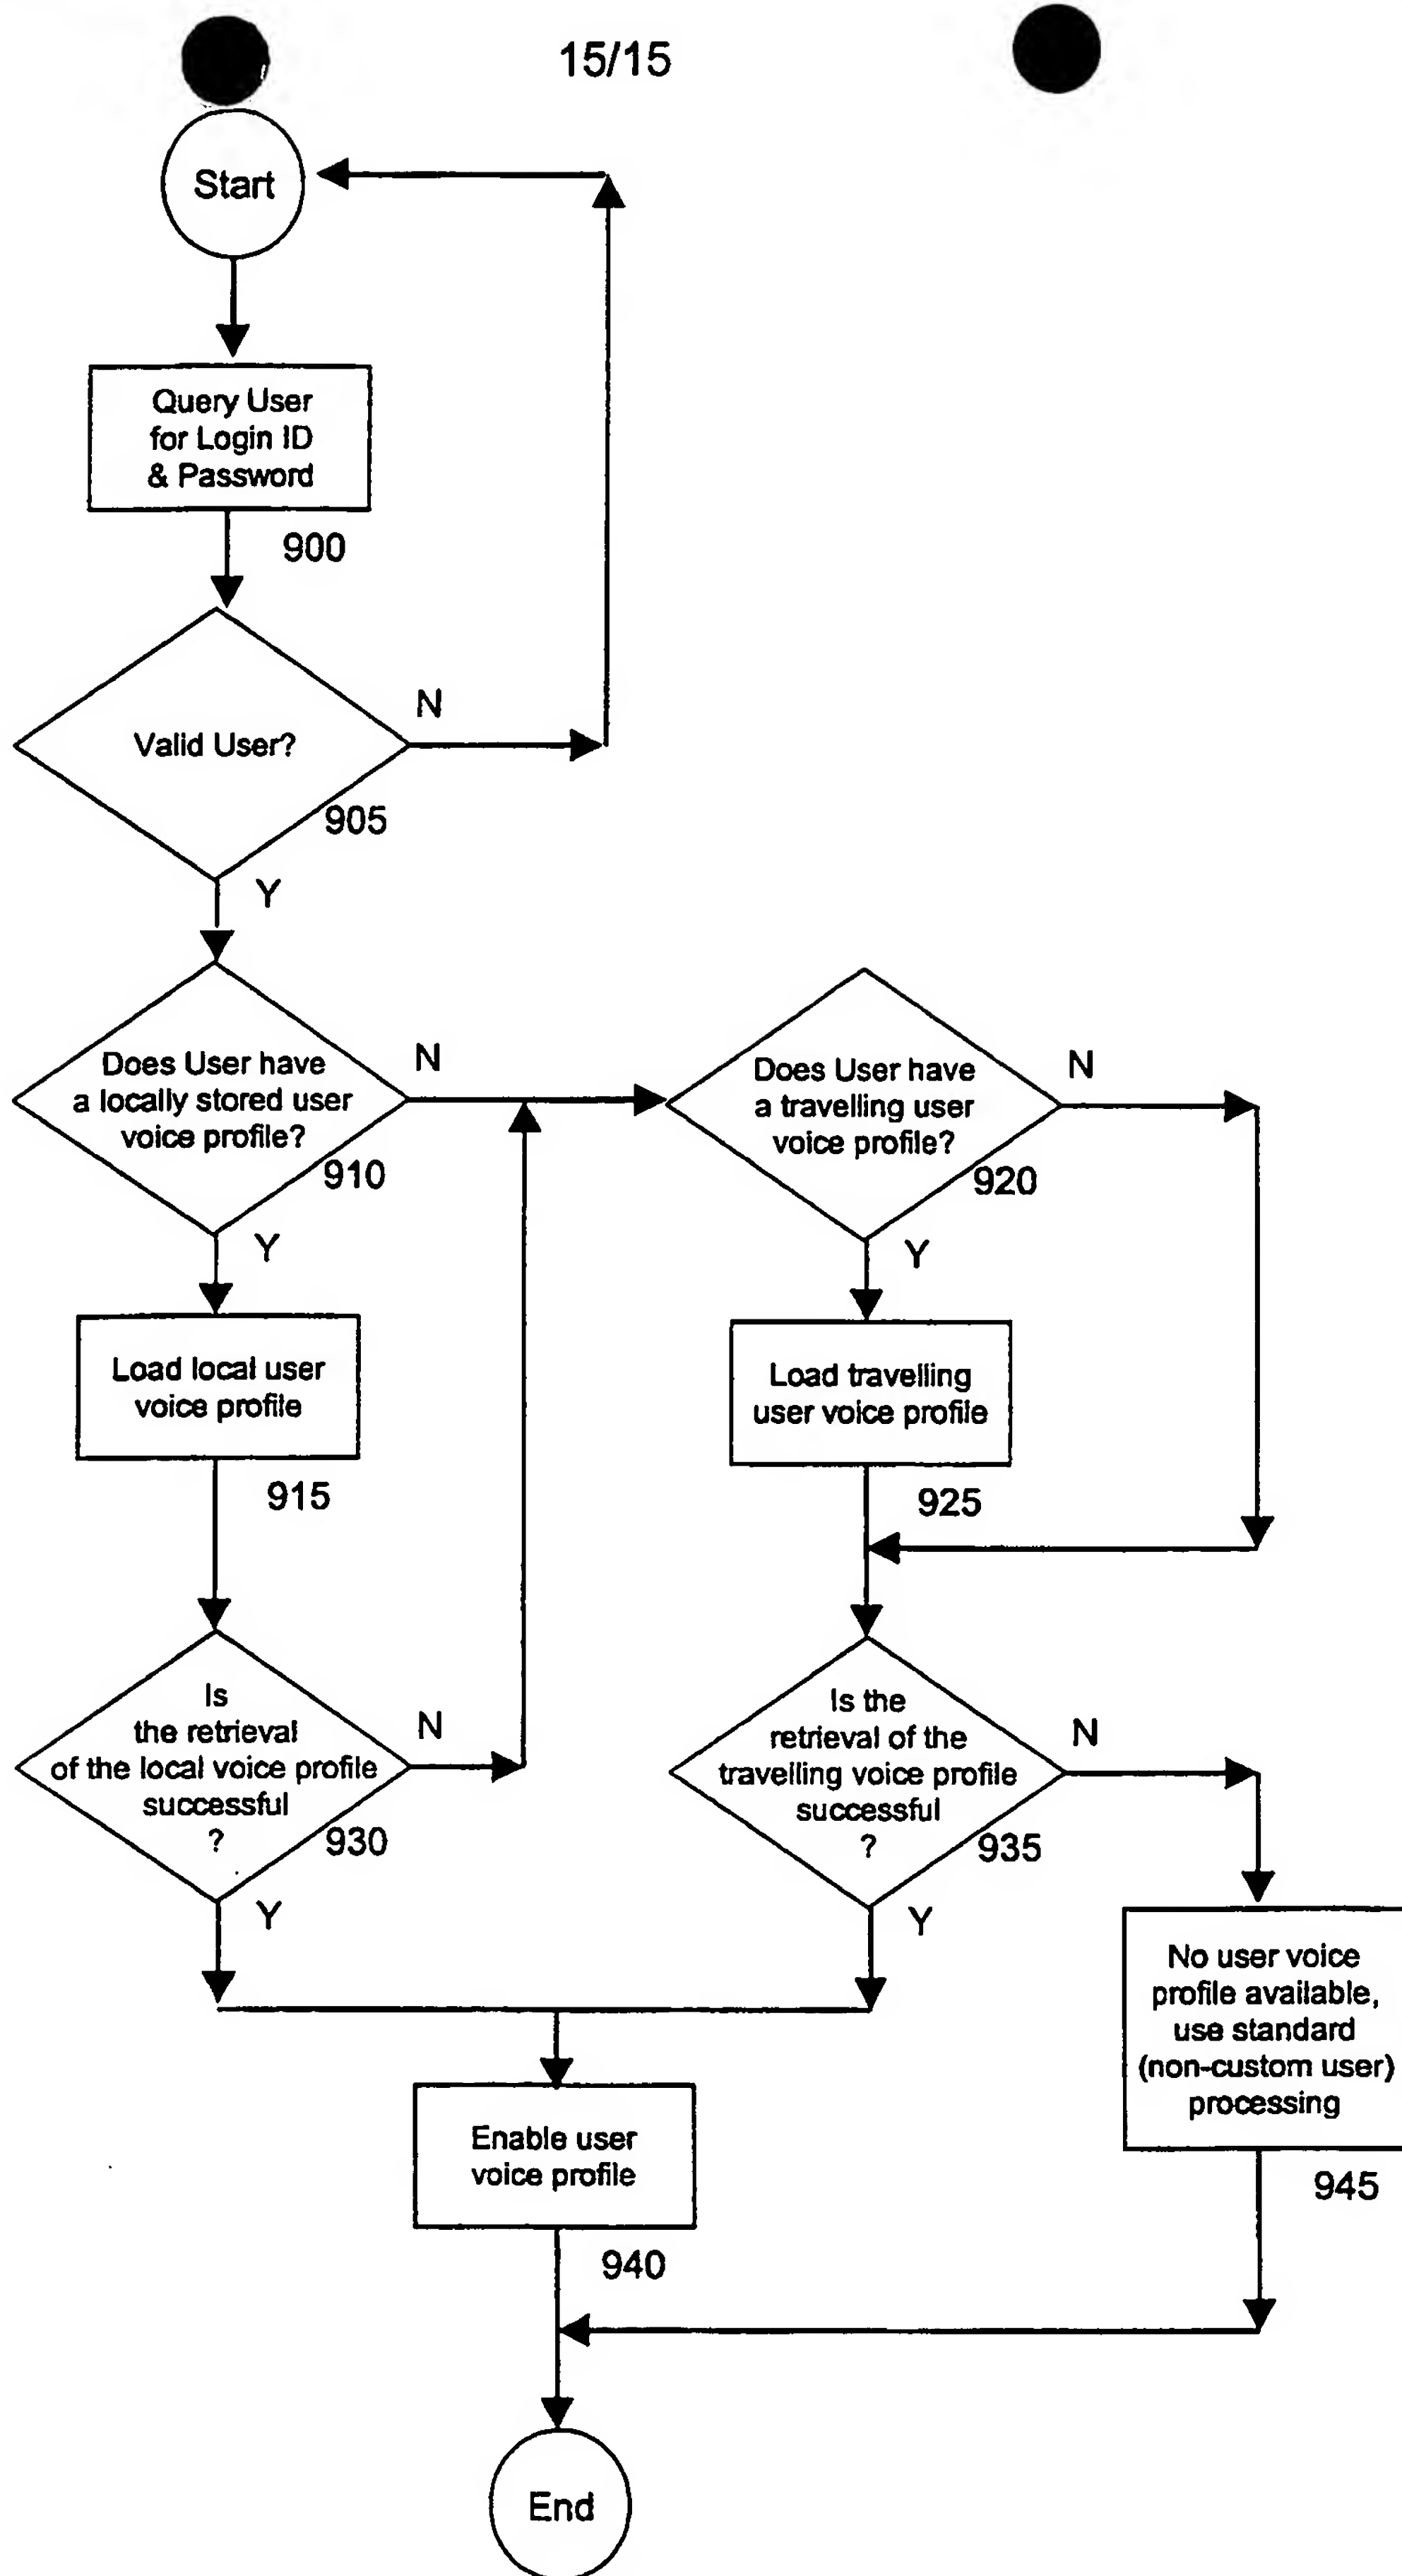 15/15
Start
Query User
for Login ID
& Password
900
Valid User?
N
905
Y
Does User have
a locally stored user
voice profile?
N
910
Y
Does User have
a travelling user
voice profile?
N
920
Y
Load local user
voice profile
915
Load travelling
user voice profile
925
Is
the retrieval
of the local voice profile
successful
?
N
930
Y
Is the
retrieval of the
travelling voice profile
successful
?
N
935
Y
No user voice
profile available,
use standard
(non-custom user)
processing
945
Enable user
voice profile
940
End